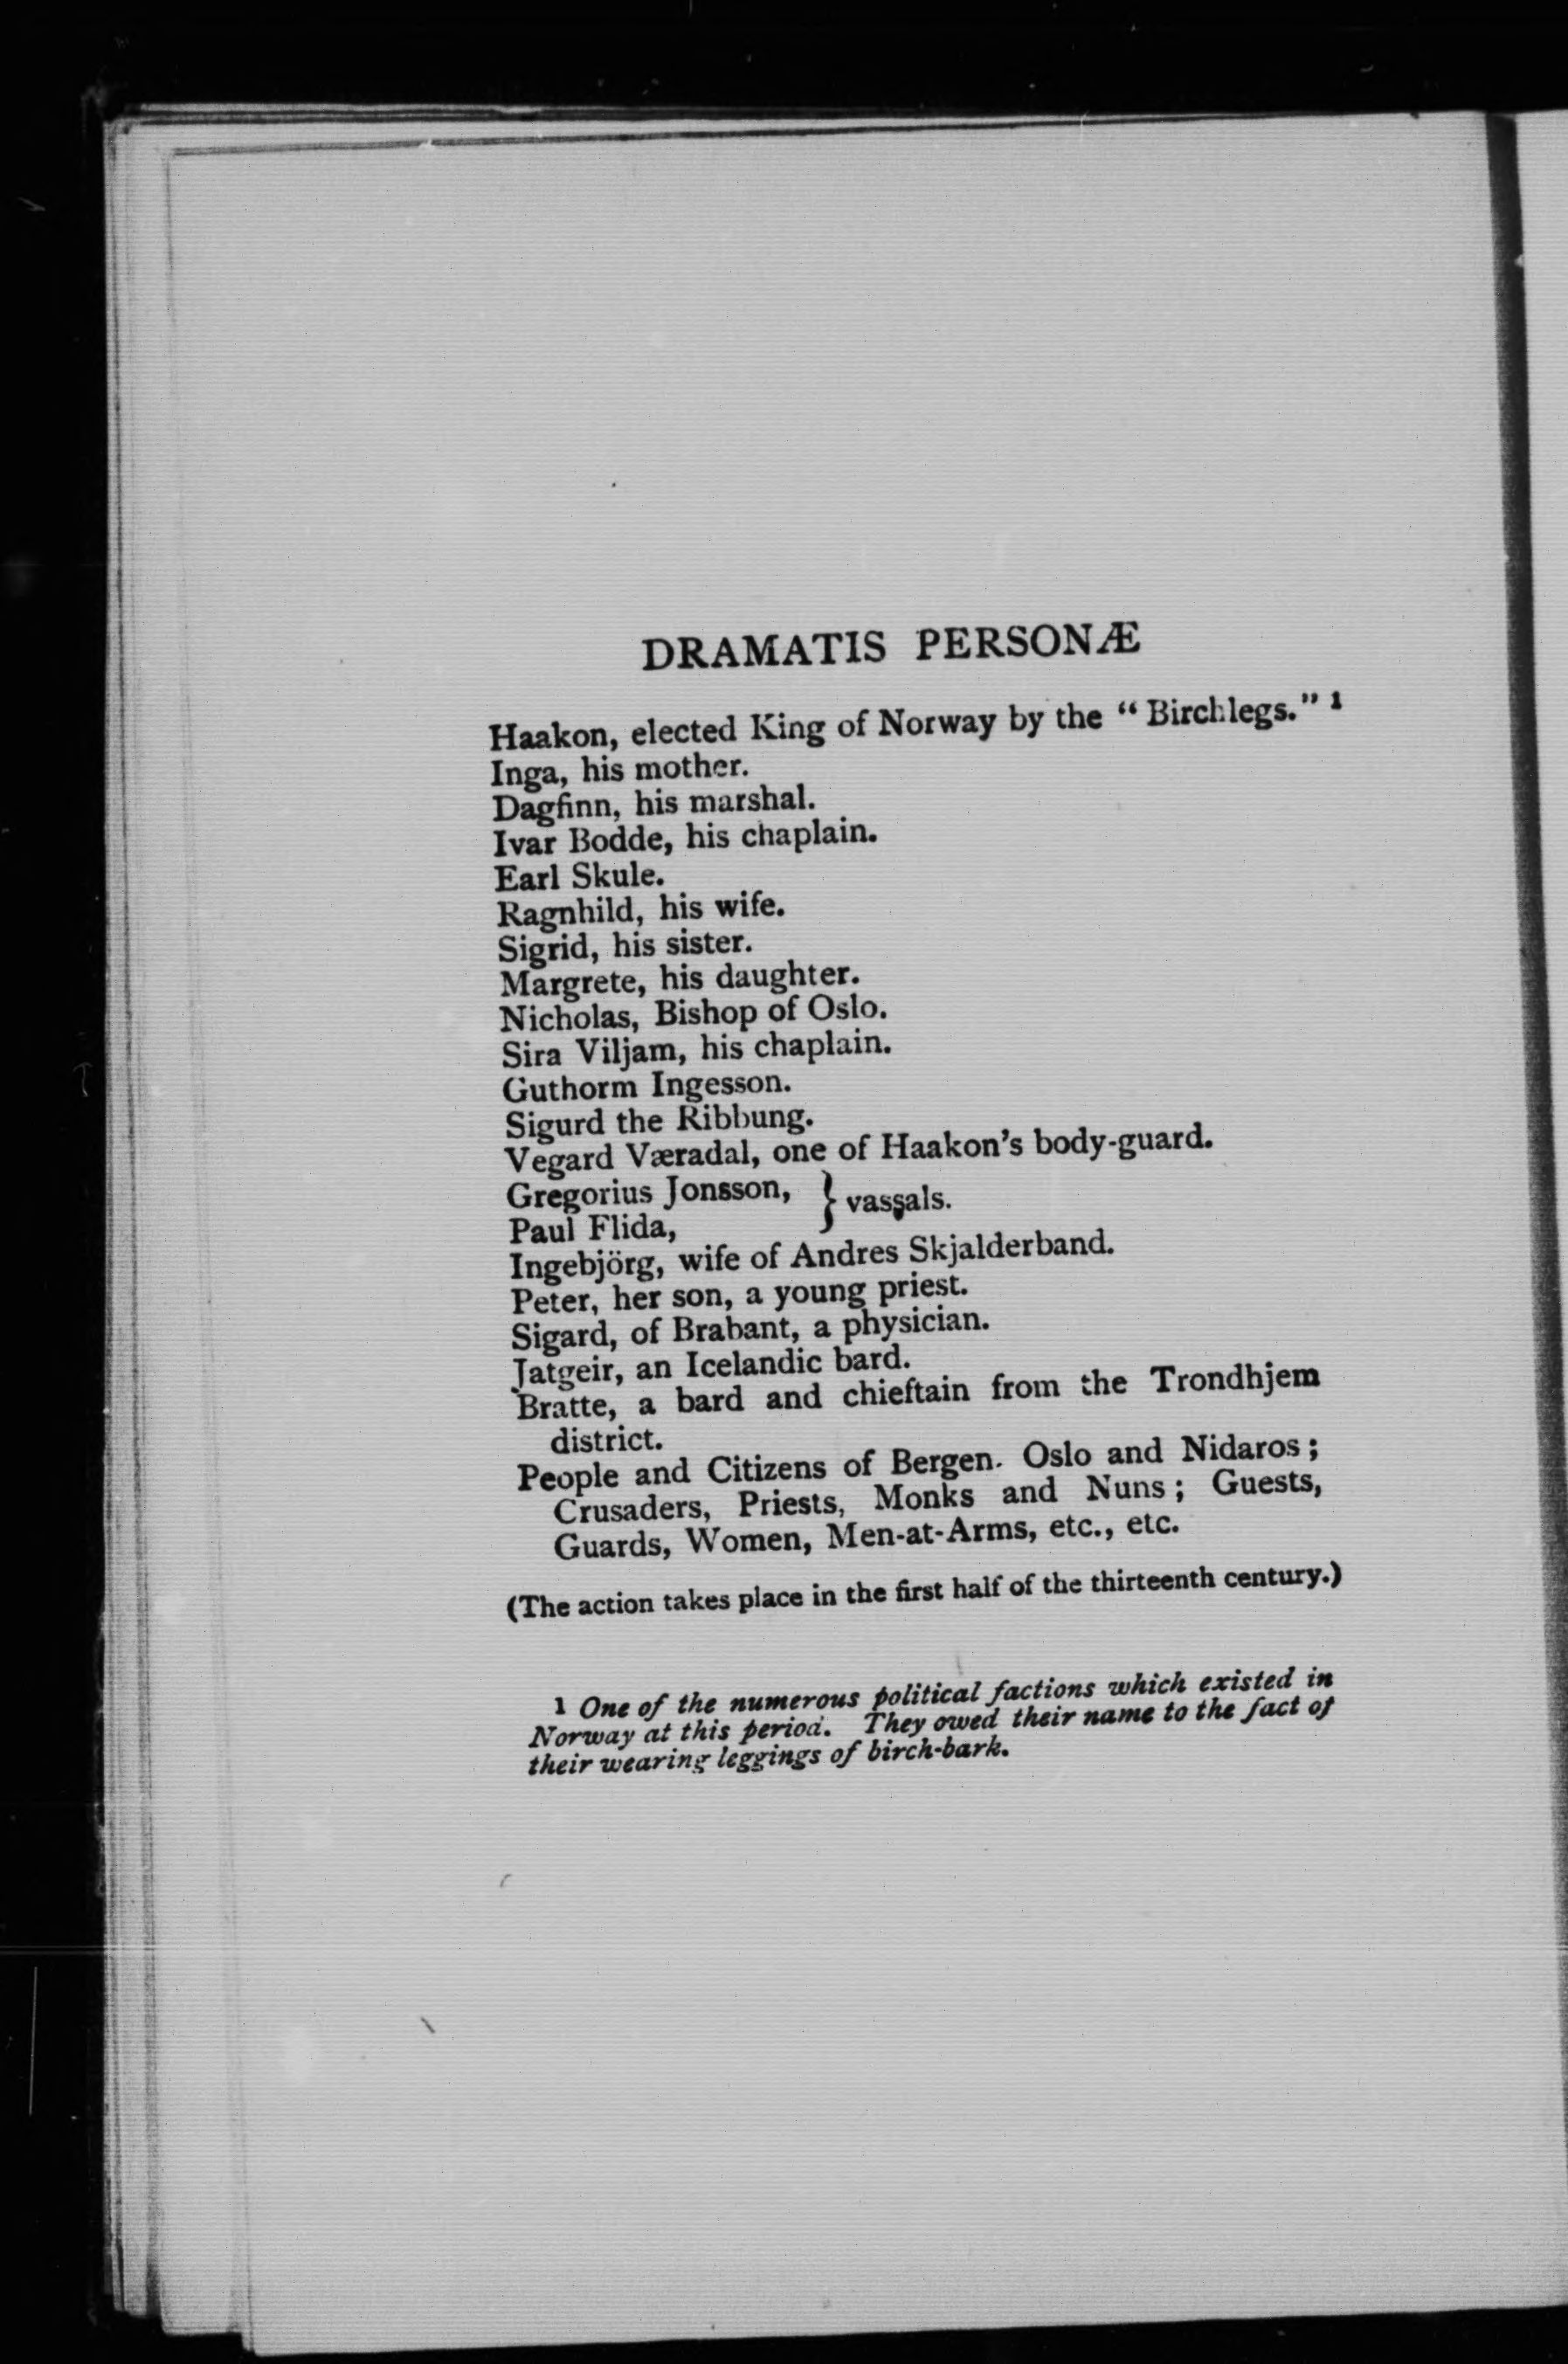 DRAMATIS PERSONÆ
Haakon, elected King of Norway by the “Birchlegs.” 1
Inga, his mother.
Dagfinn, his marshal.
Ivar Bodde, his chaplain.
Earl Skule.
Ragnhild, his wife.
Sigrid, his sister.
Margrete, his daughter.
Nicholas, Bishop of Oslo.
Sira Viljam, his chaplain.
Guthorm Ingesson.
Sigurd the Ribbung.
Vegard Væradal, one of Haakon’s body-guard.
Gregorius Jonsson, } vassals.
Paul Flida,
Ingebjörg, wife of Andres Skjalderband.
Peter, her son, a young priest.
Sigard, of Brabant, a physician.
Jatgeir, an Icelandic bard.
Bratte, a bard and chieftain from the Trondhjem
district.
People and Citizens of Bergen. Oslo and Nidaros;
Crusaders, Priests, Monks and Nuns; Guests,
Guards, Women, Men-at-Arms, etc., etc.
(The action takes place in the first half of the thirteenth century.)
1 One of the numerous political factions which existed in
Norway at this period. They owed their name to the fact of
their wearing leggings of birch-bark.